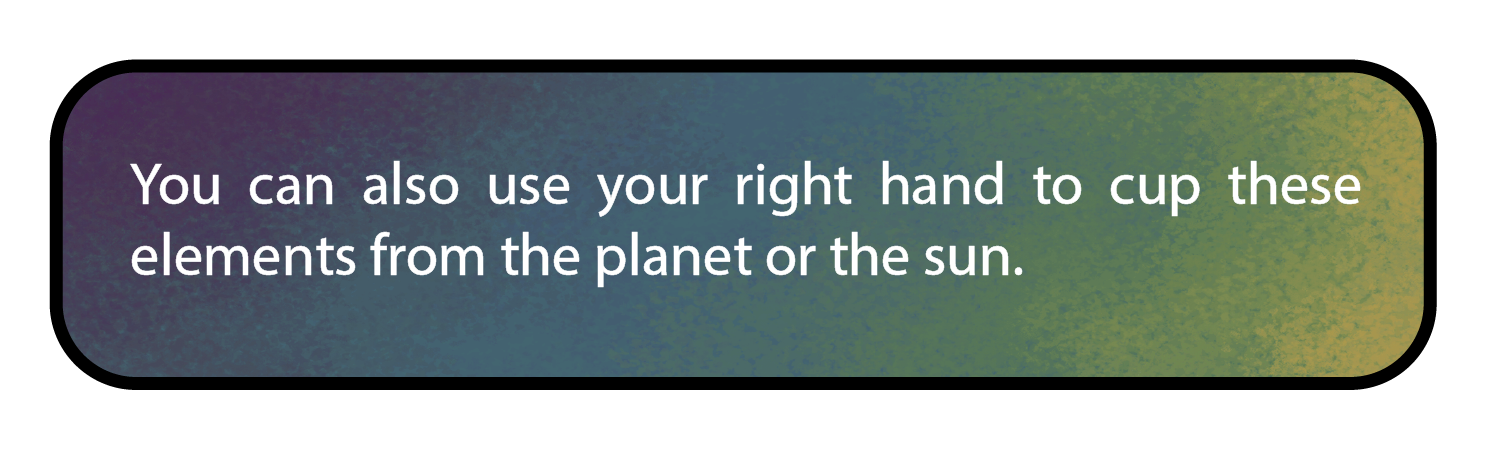 You can also use your right hand to cup these
elements from the planet or the sun.